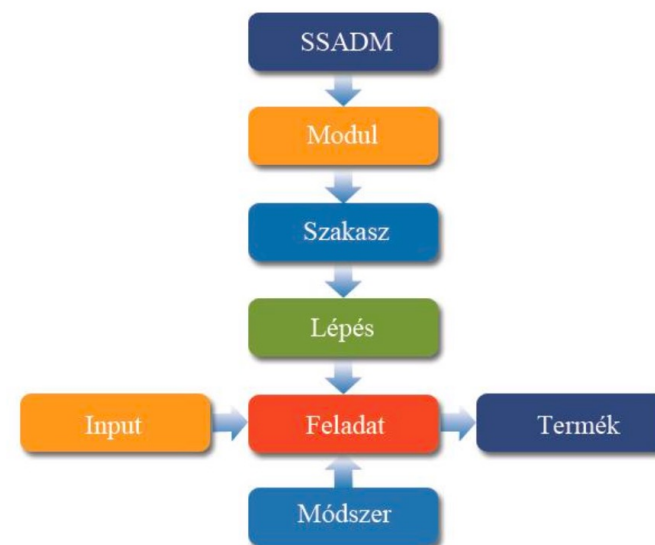 SSADM
Modul
Szakasz
Lépés
Input
Feladat
Termék
Módszer